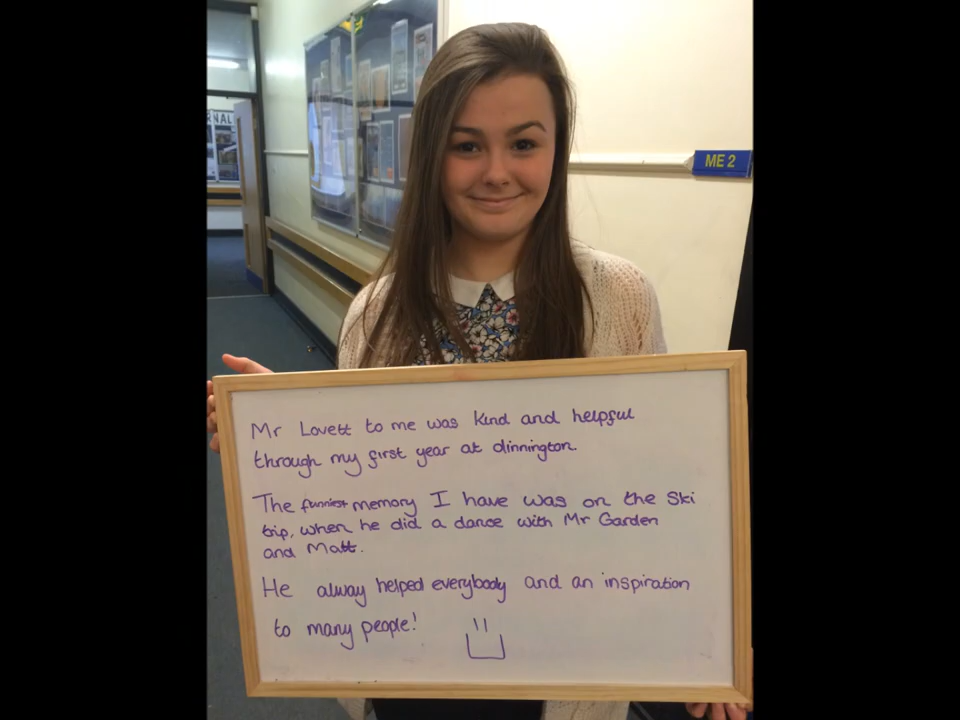 RNAL
ME 2
Mr Lovett to me was kind and helpful
through my first year at dinnington.
The funniest memory I have was on the Ski
trip, when he did a dance with Mr Garden
and Matt.
He alway helped everybody and an inspiration
to many people!